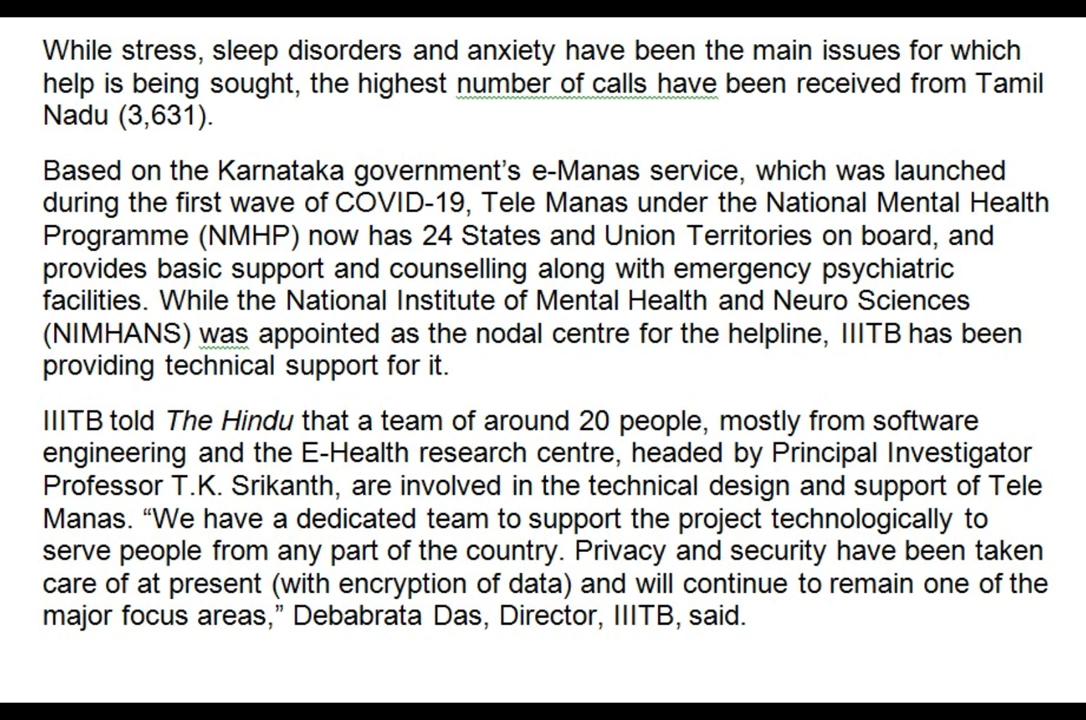 While stress, sleep disorders and anxiety have been the main issues for which
help is being sought, the highest number of calls have been received from Tamil
Nadu (3,631).
Based on the Karnataka government’s e-Manas service, which was launched
during the first wave of COVID-19, Tele Manas under the National Mental Health
Programme (NMHP) now has 24 States and Union Territories on board, and
provides basic support and counselling along with emergency psychiatric
facilities. While the National Institute of Mental Health and Neuro Sciences
(NIMHANS) was appointed as the nodal centre for the helpline, IIITB has been
providing technical support for it.
IIITB told The Hindu that a team of around 20 people, mostly from software
engineering and the E-Health research centre, headed by Principal Investigator
Professor T.K. Srikanth, are involved in the technical design and support of Tele
Manas. “We have a dedicated team to support the project technologically to
serve people from any part of the country. Privacy and security have been taken
care of at present (with encryption of data) and will continue to remain one of the
major focus areas,” Debabrata Das, Director, IIITB, said.